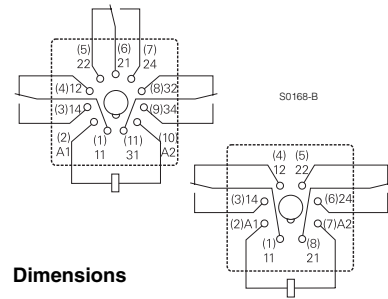 (5) (6) (7)
22 21 24
(4)12 (8)32
(3)14 (9)34
(2) (1) (11) (10
A1 11 31 A2
S0168-B
(4) (5)
12 22
(3)14 (6)24
(2)A1 (7)A2
(1) (8)
11 21
Dimensions